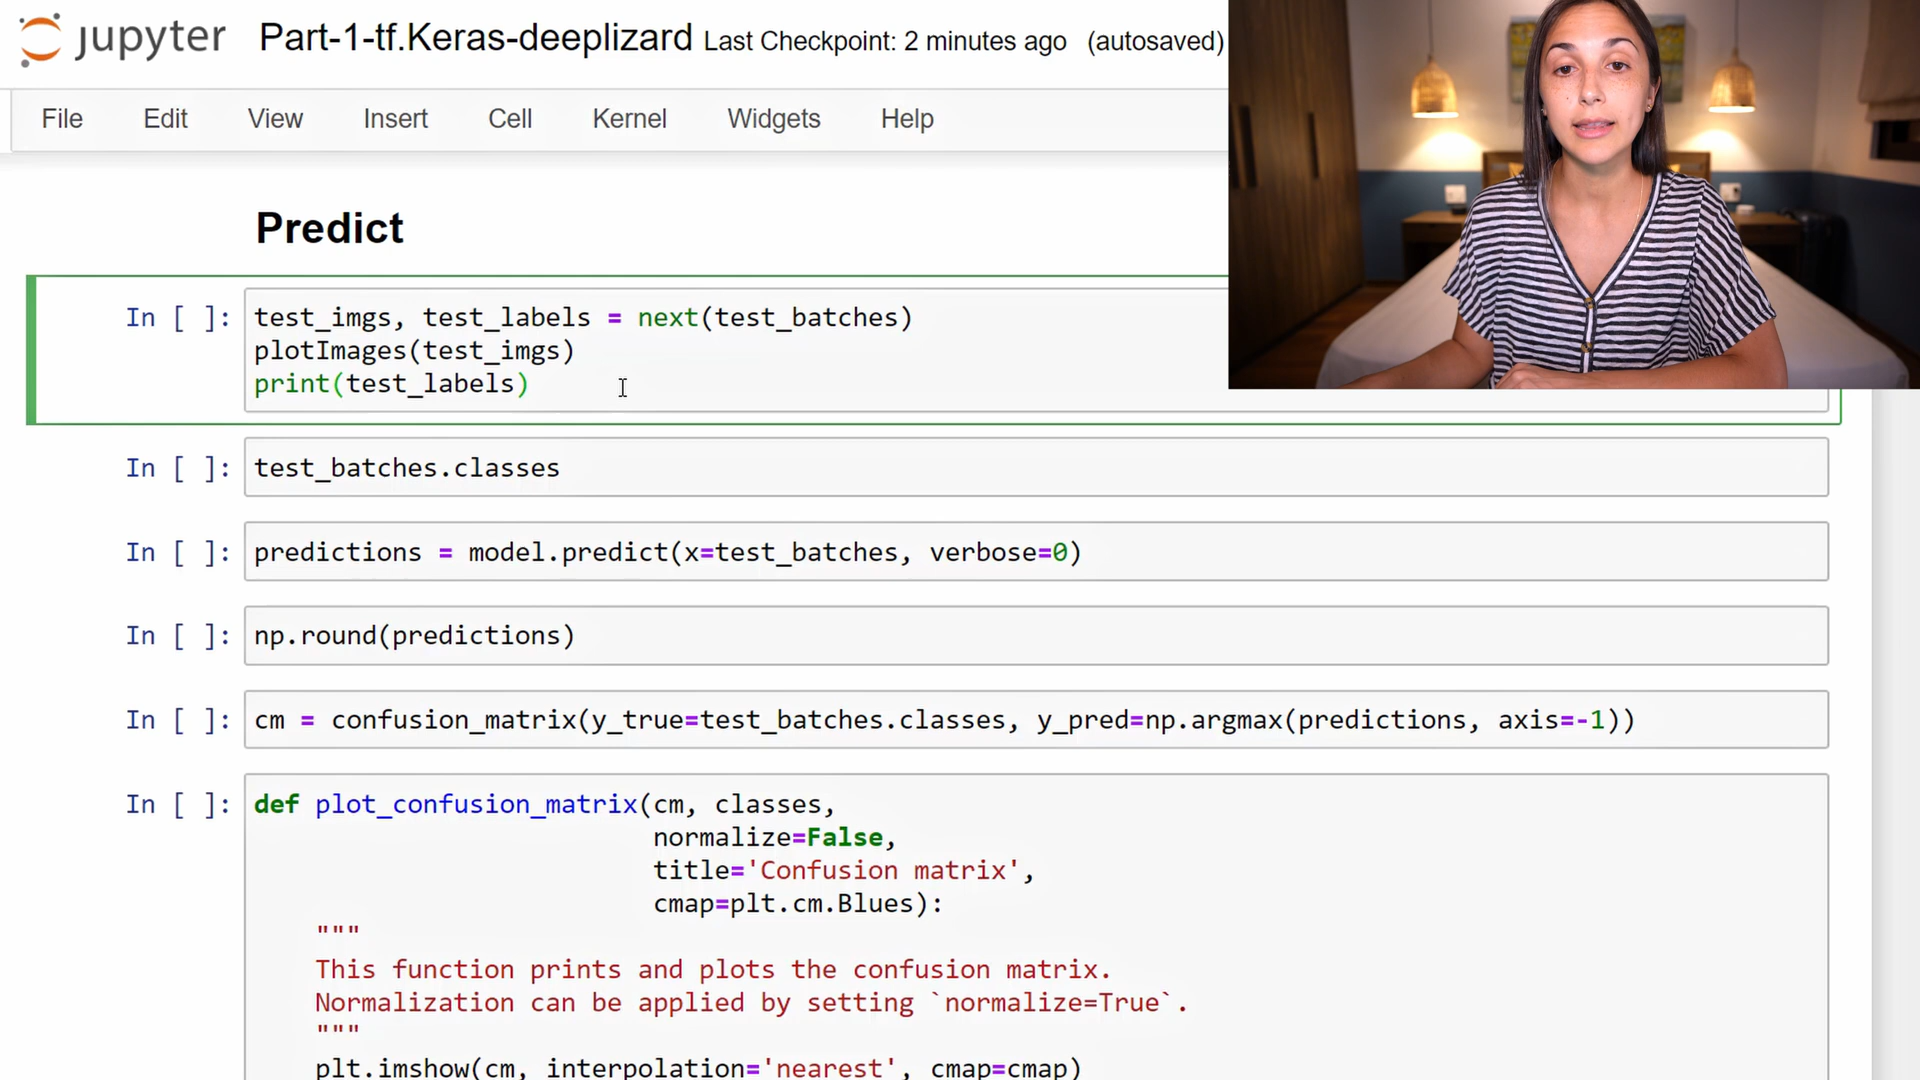 jupyter Part-1-tf.Keras-deeplizard Last Checkpoint: 2 minutes ago (autosaved)
File Edit View Insert Cell Kernel Widgets Help
Predict
In [ ]: test_imgs, test_labels = next(test_batches)
plotImages(test_imgs)
print(test_labels)
In [ ]: test_batches.classes
In [ ]: predictions = model.predict(x=test_batches, verbose=0)
In [ ]: np.round(predictions)
In [ ]: cm = confusion_matrix(y_true=test_batches.classes, y_pred=np.argmax(predictions, axis=-1))
In [ ]: def plot_confusion_matrix(cm, classes,
normalize=False,
title='Confusion matrix',
cmap=plt.cm.Blues):
"""
This function prints and plots the confusion matrix.
Normalization can be applied by setting `normalize=True`.
"""
plt.imshow(cm, interpolation='nearest', cmap=cmap)